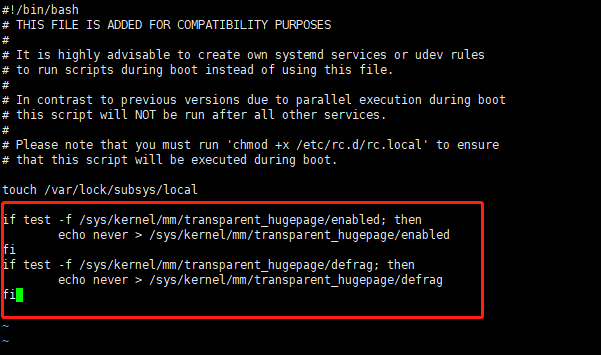 #!/bin/bash
# THIS FILE IS ADDED FOR COMPATIBILITY PURPOSES
#
# It is highly advisable to create own systemd services or udev rules
# to run scripts during boot instead of using this file.
#
# In contrast to previous versions due to parallel execution during boot
# this script will NOT be run after all other services.
#
# Please note that you must run 'chmod +x /etc/rc.d/rc.local' to ensure
# that this script will be executed during boot.

touch /var/lock/subsys/local

if test -f /sys/kernel/mm/transparent_hugepage/enabled; then
        echo never > /sys/kernel/mm/transparent_hugepage/enabled
fi
if test -f /sys/kernel/mm/transparent_hugepage/defrag; then
        echo never > /sys/kernel/mm/transparent_hugepage/defrag
fi

~
~